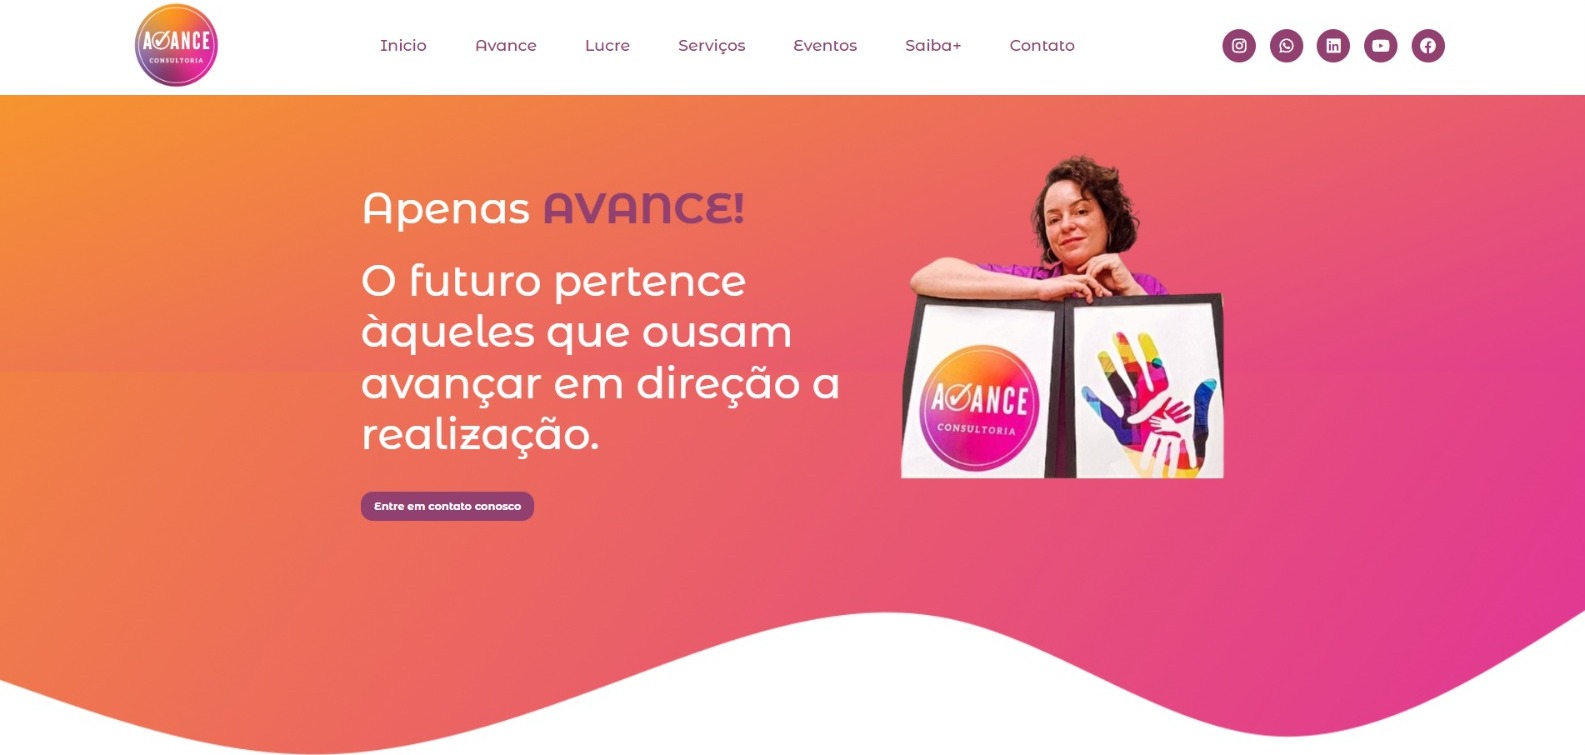 AVANCE
CONSULTORIA
Inicio Avance Lucre Serviços Eventos Saiba+ Contato
Apenas AVANCE!
O futuro pertence
àqueles que ousam
avançar em direção a
realização.
Entre em contato conosco
AVANCE
CONSULTORIA